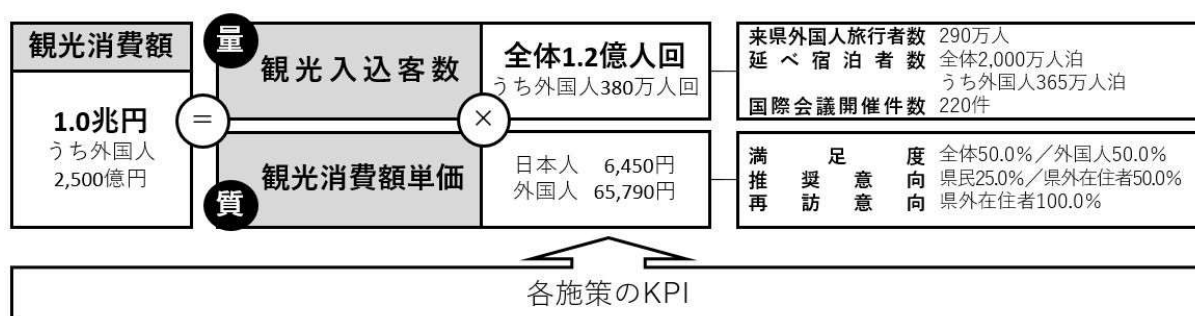 観光消費額
1.0兆円
うち外国人
2,500億円
=
量
観光入込客数
全体1.2億人回
うち外国人380万人回
×
質
観光消費額単価
日本人 6,450円
外国人 65,790円
来県外国人旅行者数 290万人
延べ宿泊者数 全体2,000万人泊
うち外国人365万人泊
国際会議開催件数 220件
満足度 全体50.0%/外国人50.0%
推奨意向 県民25.0%/県外在住者50.0%
再訪意向 県外在住者100.0%
各施策のKPI